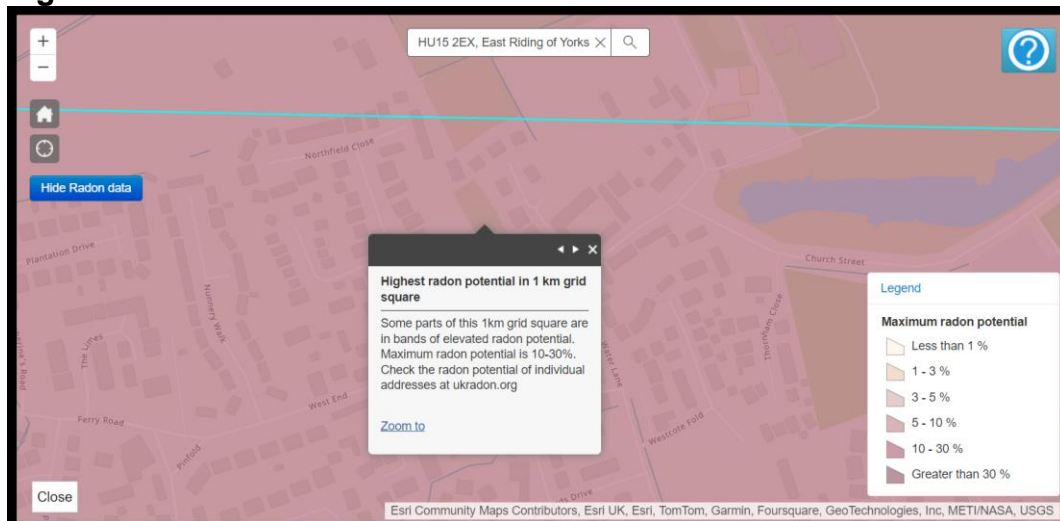 +
HU15 2EX, East Riding of Yorks
−
Northfield Close
Hide Radon data
Plantation Drive
Highest radon potential in 1 km grid
square
Some parts of this 1km grid square are
in bands of elevated radon potential.
Maximum radon potential is 10-30%.
Check the radon potential of individual
addresses at ukradon.org
Zoom to
Church Street
Nunnery Walk
The Limes
Water Lane
Thornham Close
West End
Ferry Road
Pinfold
Westcote Fold
Legend
Maximum radon potential
Less than 1 %
1 - 3 %
3 - 5 %
5 - 10 %
10 - 30 %
Greater than 30 %
Close
Esri Community Maps Contributors, Esri UK, Esri, TomTom, Garmin, Foursquare, GeoTechnologies, Inc, METI/NASA, USGS